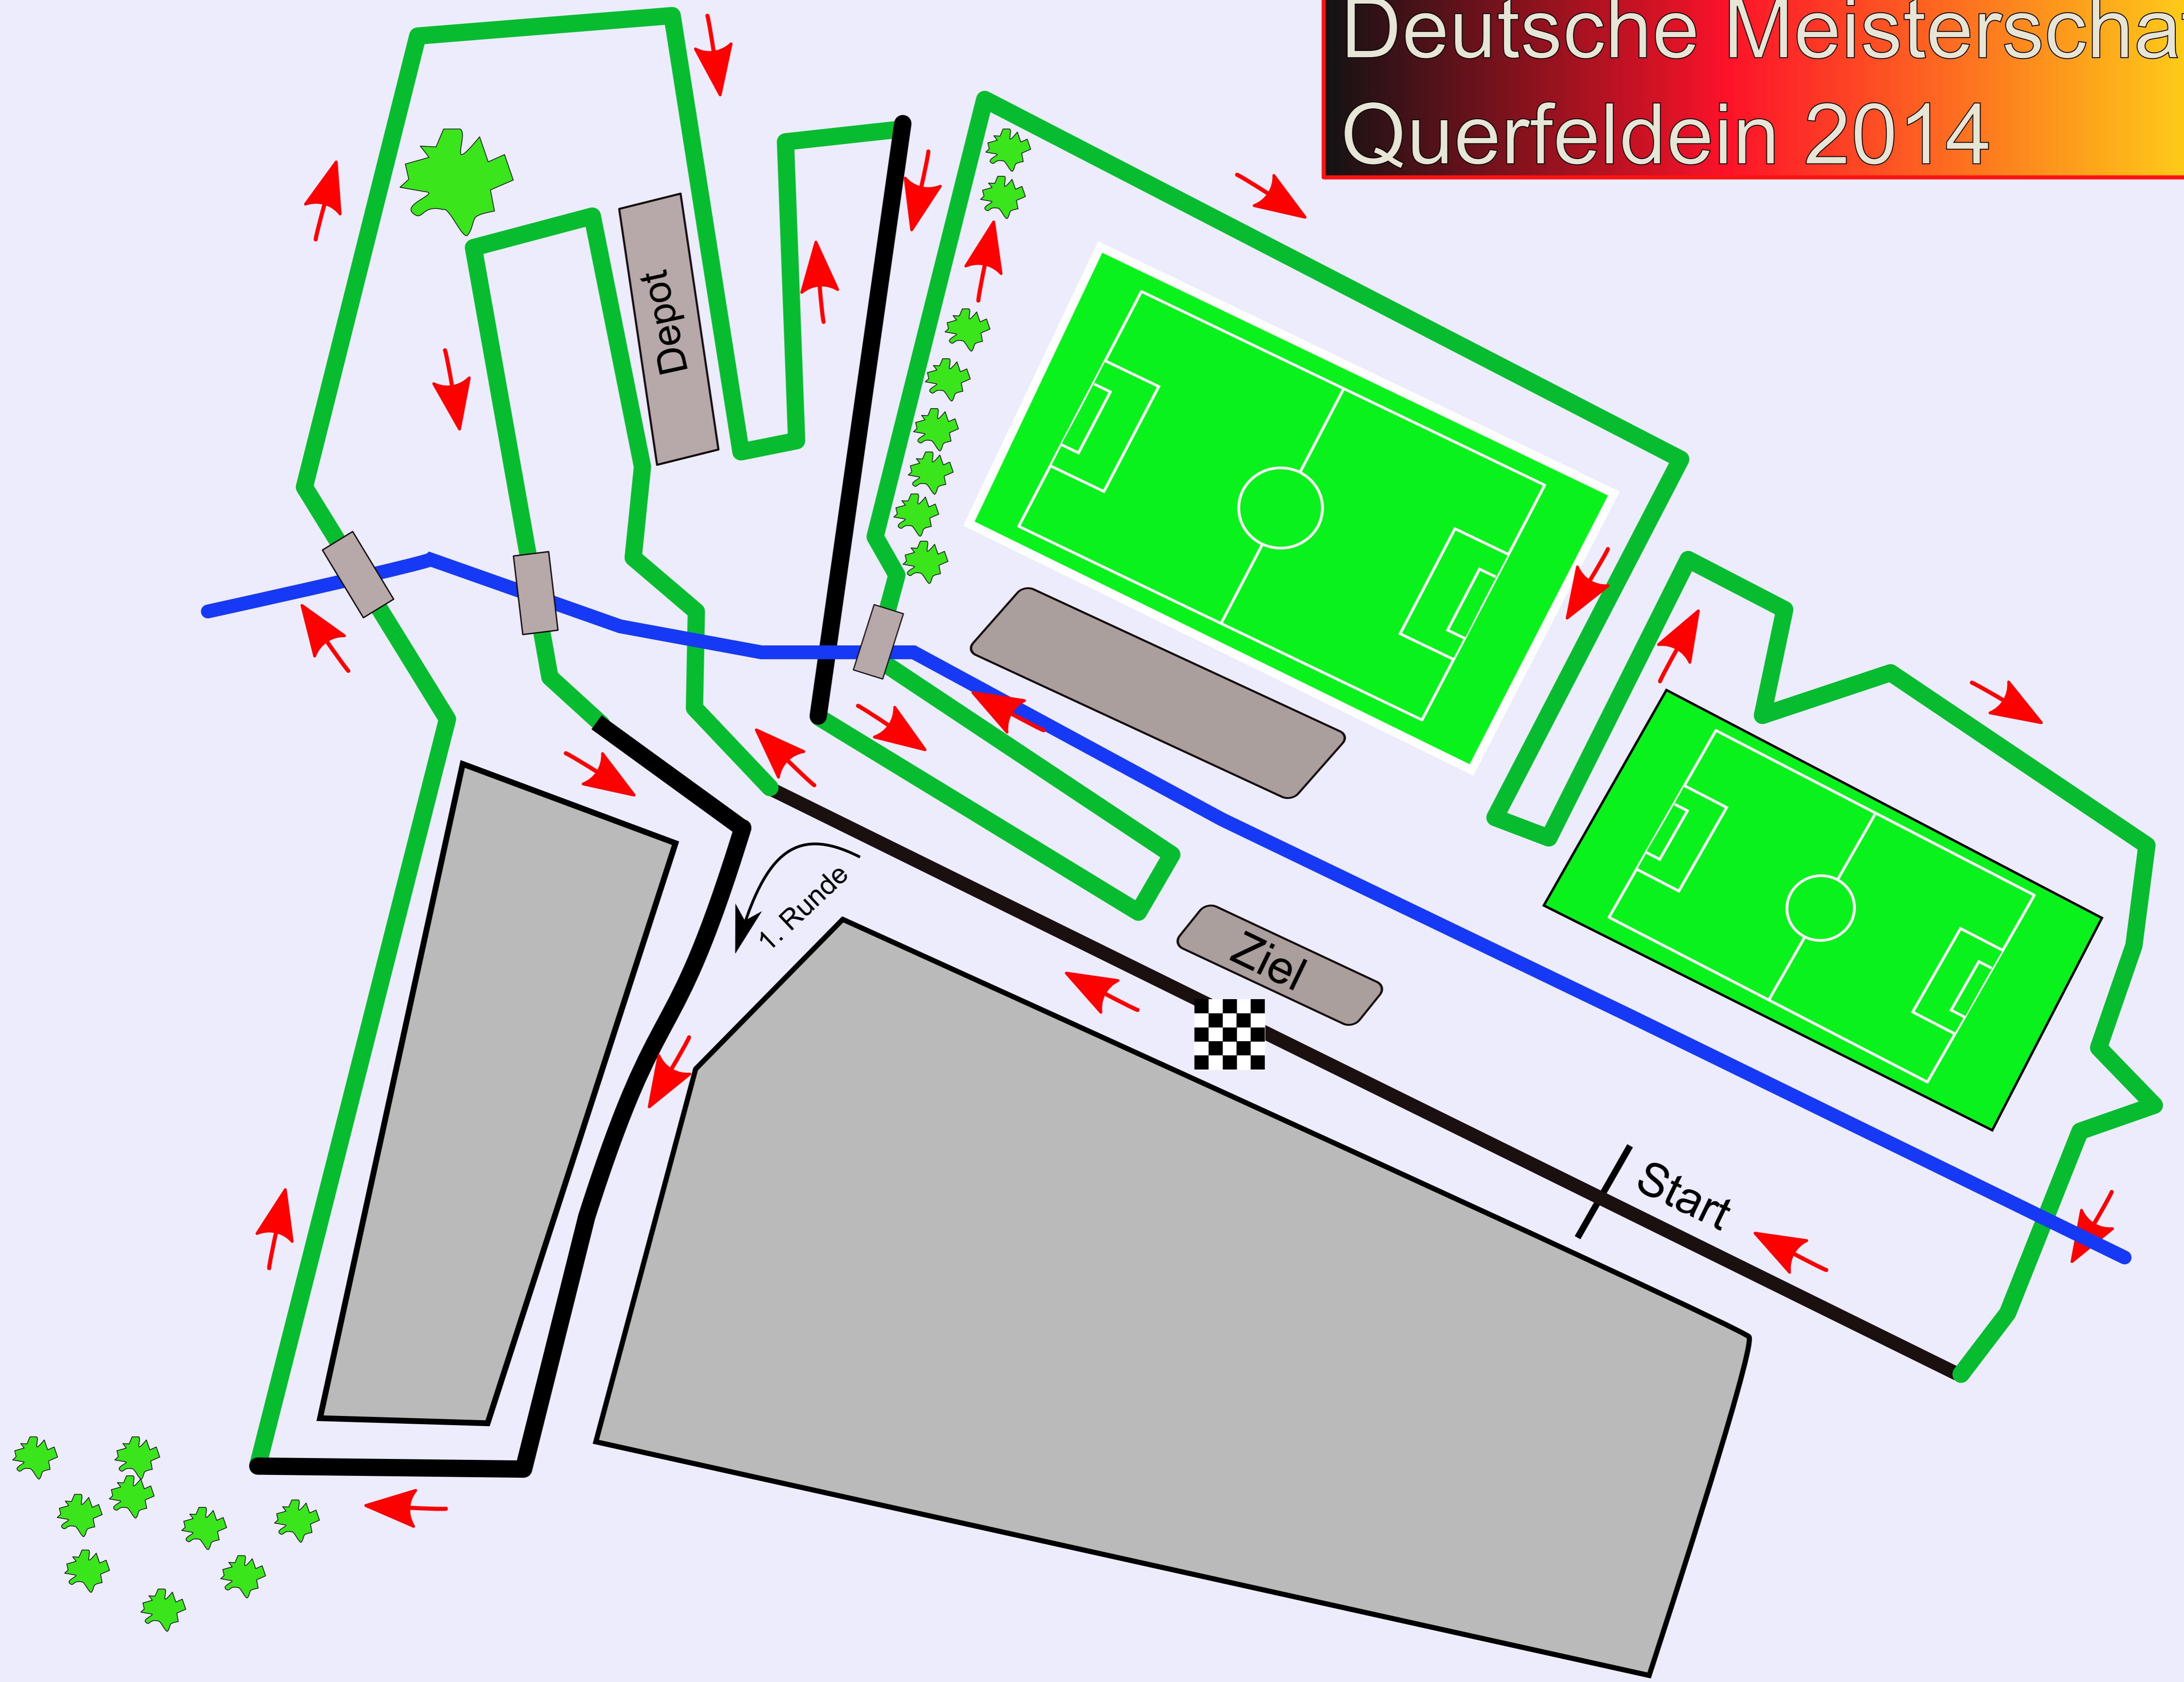 Deutsche Meisterscha
Querfeldein 2014
Depot
1. Runde
Ziel
Start